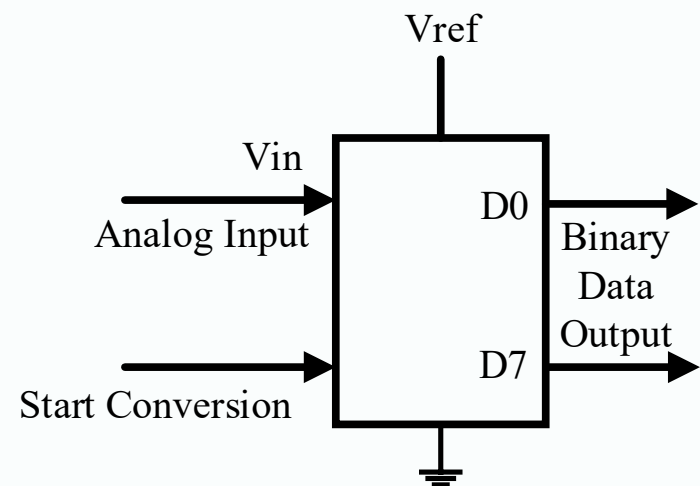 Vref
Vin
Analog Input
Start Conversion
D0
Binary
Data
Output
D7